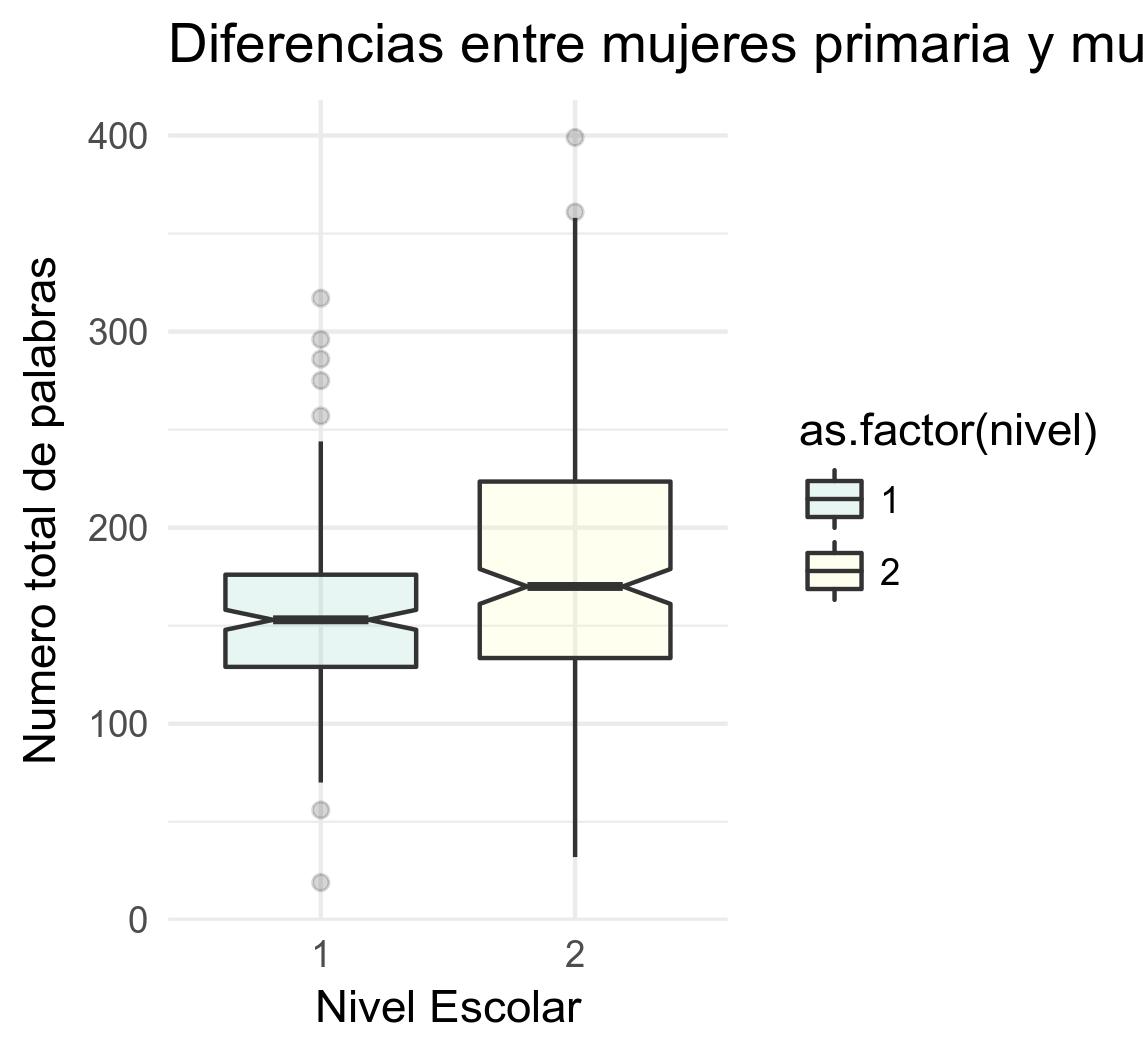 Diferencias entre mujeres primaria y mu
400
300
200
100
0
Numero total de palabras
1
2
Nivel Escolar
as.factor(nivel)
1
2